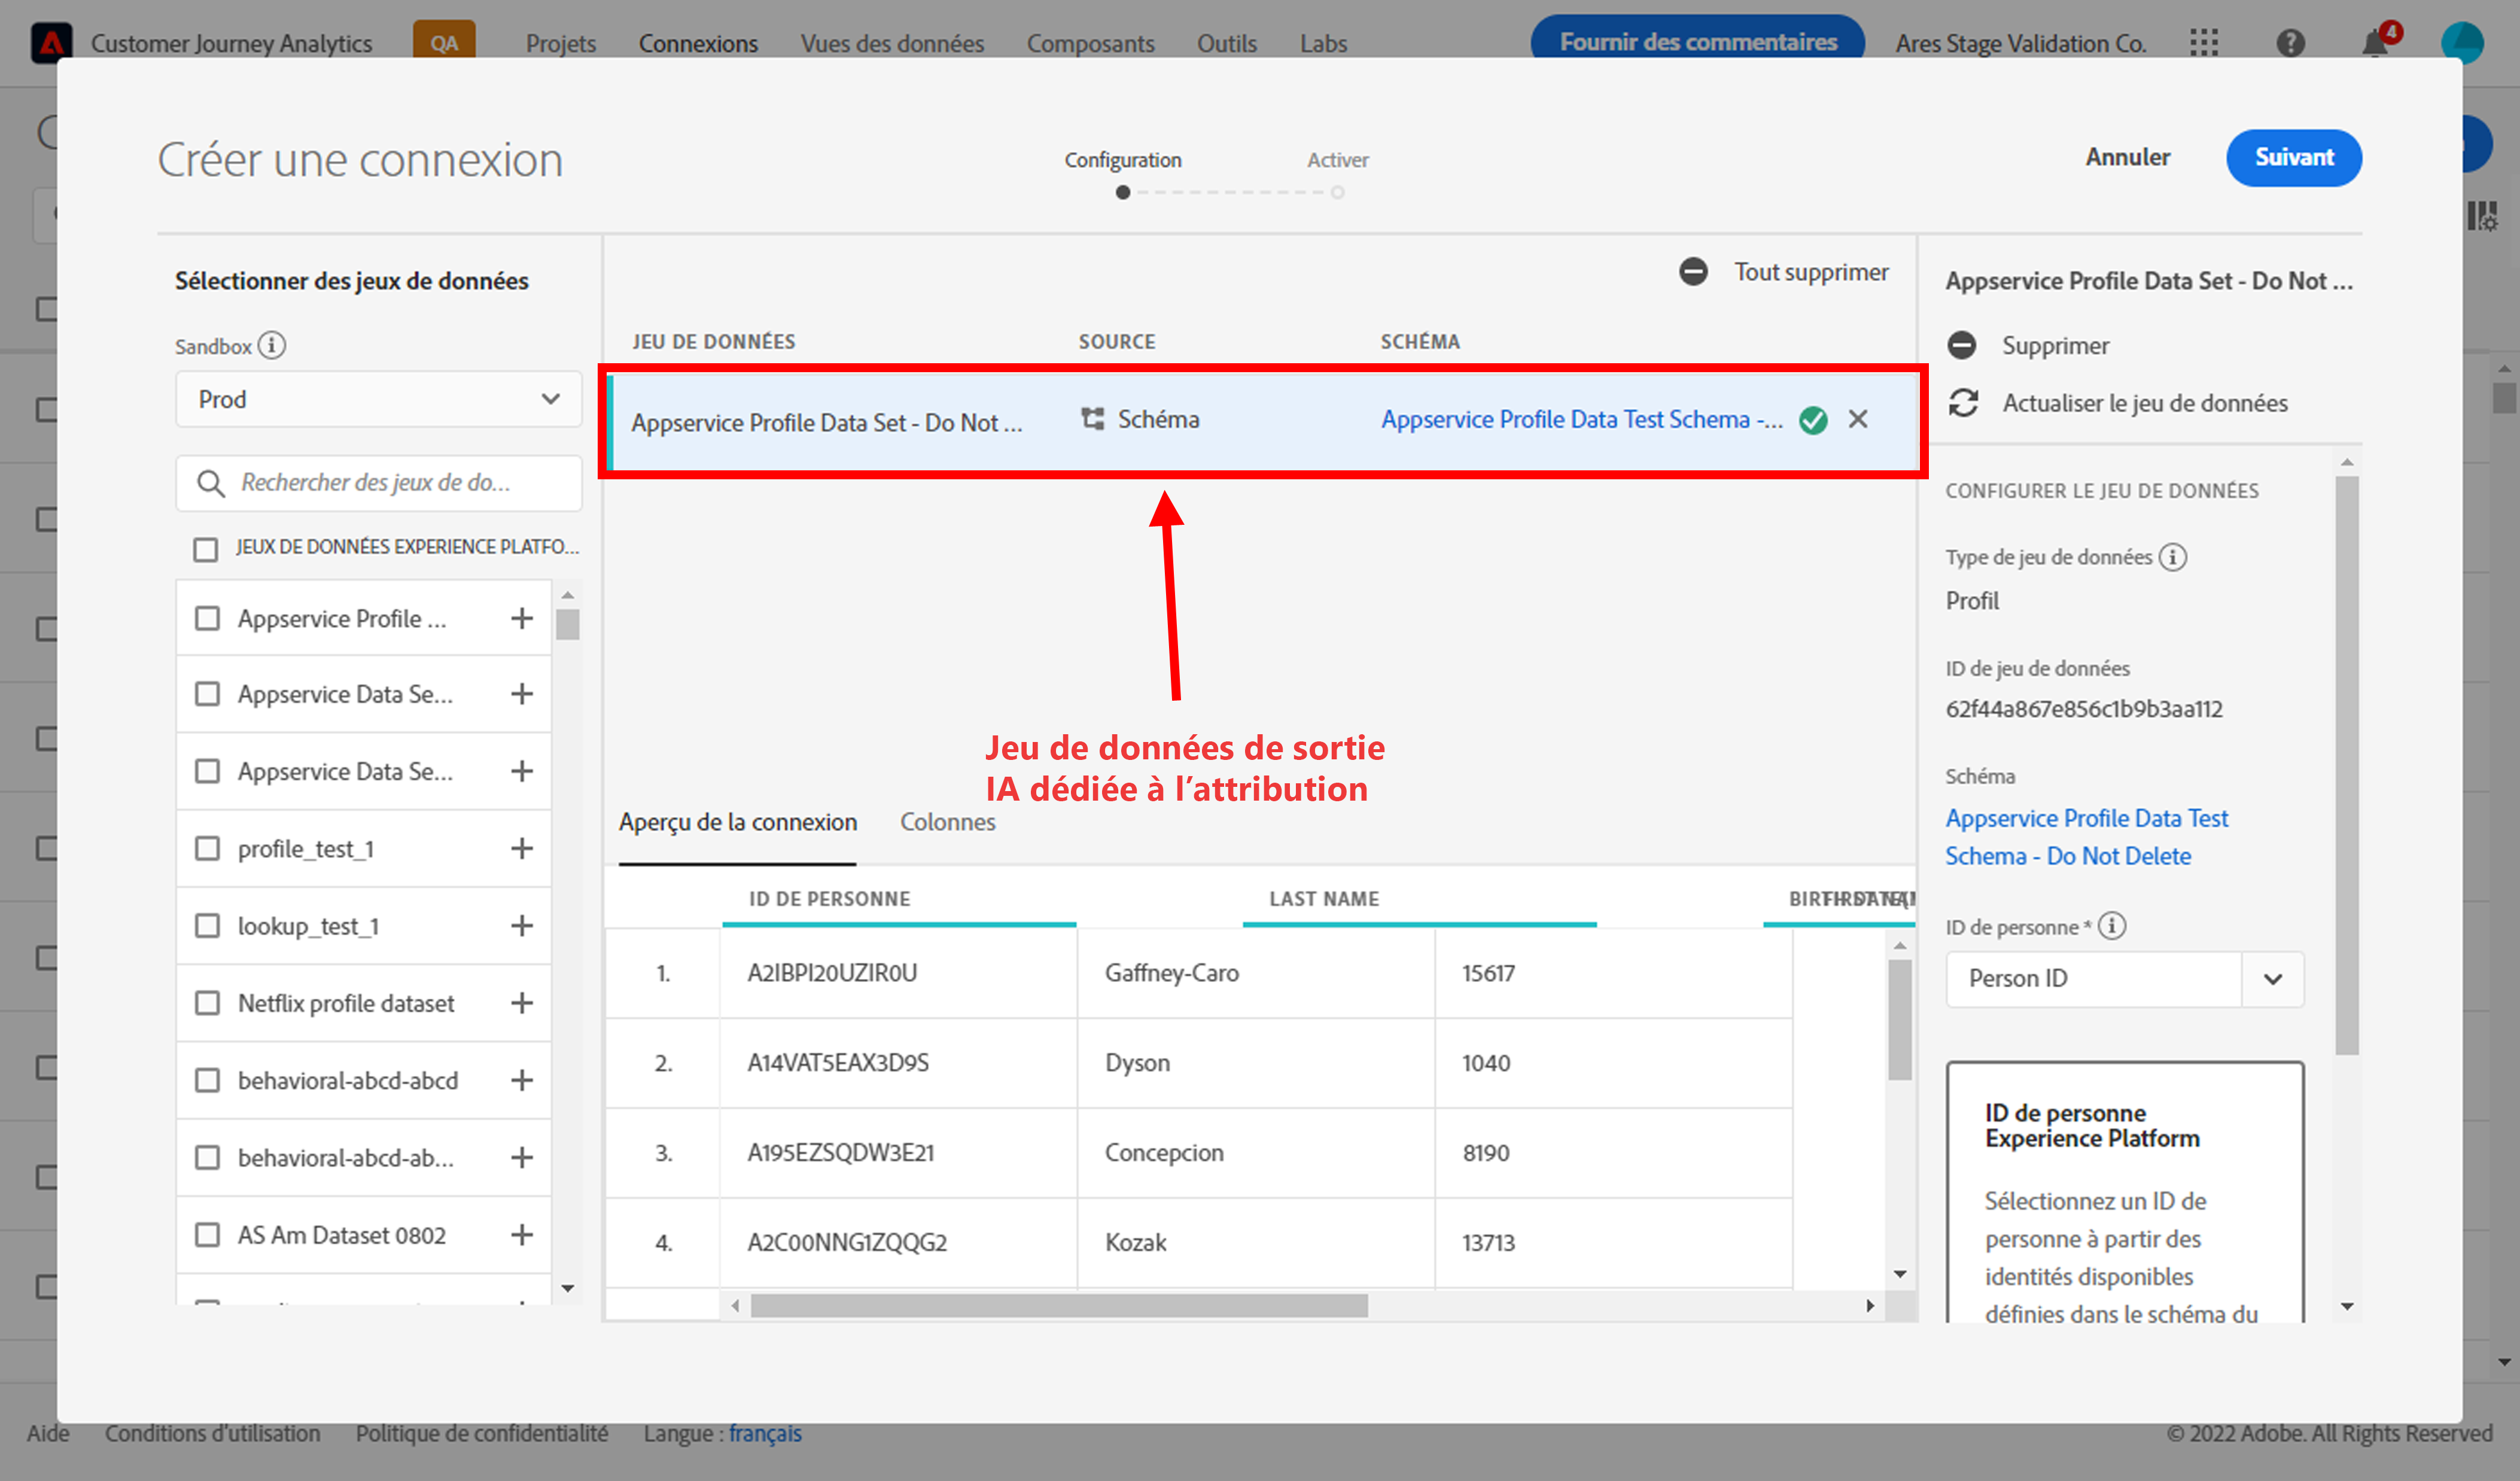 Customer Journey Analytics QA Projets Connexions Vues des données Composants Outils Labs Fournir des commentaires Ares Stage Validation Co. 4
Créer une connexion
Configuration Activer
Annuler Suivant
Sélectionner des jeux de données
Sandbox
Prod
Rechercher des jeux de do...
JEUX DE DONNÉES EXPERIENCE PLATFO...
Appservice Profile ...
Appservice Data Se...
Appservice Data Se...
profile_test_1
lookup_test_1
Netflix profile dataset
behavioral-abcd-abcd
behavioral-abcd-ab...
AS Am Dataset 0802
Tout supprimer
JEU DE DONNÉES SOURCE SCHÉMA
Appservice Profile Data Set - Do Not ... Schéma Appservice Profile Data Test Schema -...
Jeu de données de sortie
IA dédiée à l’attribution
Aperçu de la connexion Colonnes
ID DE PERSONNE LAST NAME
1. A2IBPI20UZIR0U Gaffney-Caro 15617
2. A14VAT5EAX3D9S Dyson 1040
3. A195EZSQDW3E21 Concepcion 8190
4. A2C00NNG1ZQQG2 Kozak 13713
Appservice Profile Data Set - Do Not ...
Supprimer
Actualiser le jeu de données
CONFIGURER LE JEU DE DONNÉES
Type de jeu de données
Profil
ID de jeu de données
62f44a867e856c1b9b3aa112
Schéma
Appservice Profile Data Test
Schema - Do Not Delete
ID de personne *
Person ID
ID de personne
Experience Platform
Sélectionnez un ID de
personne à partir des
identités disponibles
définies dans le schéma du
Aide Conditions d'utilisation Politique de confidentialité Langue : français
© 2022 Adobe. All Rights Reserved